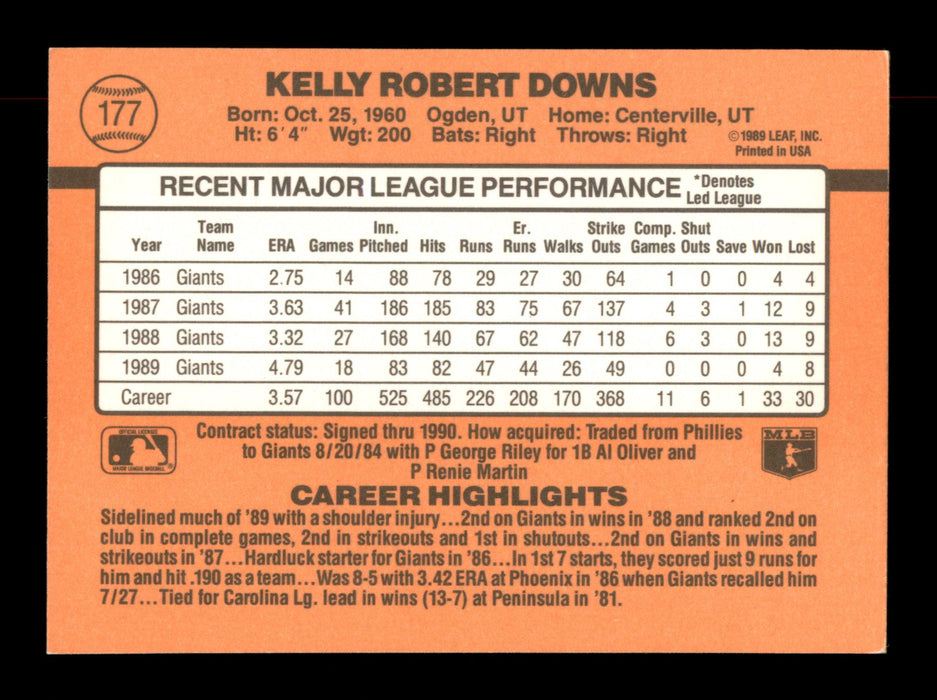 KELLY ROBERT DOWNS
177
Born: Oct. 25, 1960 Ogden, UT Home: Centerville, UT
Ht: 6'4" Wgt: 200 Bats: Right Throws: Right
©1989 LEAF, INC.
Printed in USA
RECENT MAJOR LEAGUE PERFORMANCE *Denotes
Led League
Team Inn. Er. Strike Comp. Shut
Year Name ERA Games Pitched Hits Runs Runs Walks Outs Games Outs Save Won Lost
1986 Giants 2.75 14 88 78 29 27 30 64 1 0 0 4 4
1987 Giants 3.63 41 186 185 83 75 67 137 4 3 1 12 9
1988 Giants 3.32 27 168 140 67 62 47 118 6 3 0 13 9
1989 Giants 4.79 18 83 82 47 44 26 49 0 0 0 4 8
Career 3.57 100 525 485 226 208 170 368 11 6 1 33 30
OFFICIAL LICENSEE
MAJOR LEAGUE BASEBALL
Contract status: Signed thru 1990. How acquired: Traded from Phillies
to Giants 8/20/84 with P George Riley for 1B Al Oliver and
P Renie Martin
MLB
CAREER HIGHLIGHTS
Sidelined much of '89 with a shoulder injury...2nd on Giants in wins in '88 and ranked 2nd on
club in complete games, 2nd in strikeouts and 1st in shutouts...2nd on Giants in wins and
strikeouts in '87...Hardluck starter for Giants in '86...In 1st 7 starts, they scored just 9 runs for
him and hit .190 as a team...Was 8-5 with 3.42 ERA at Phoenix in '86 when Giants recalled him
7/27...Tied for Carolina Lg. lead in wins (13-7) at Peninsula in '81.